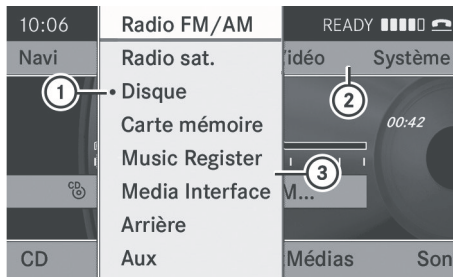 10:06 Radio FM/AM READY
Navi Radio sat. idéo Système
1 • Disque 2
Carte mémoire 00:42
Music Register 3
CD Media Interface M...
Arrière
CD Aux Médias Son